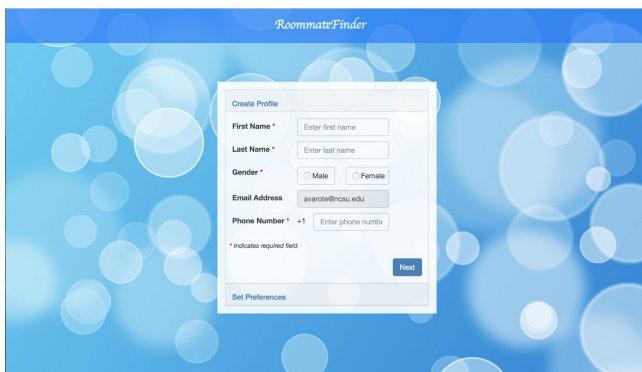 RoommateFinder
Create Profile
First Name * Enter first name
Last Name * Enter last name
Gender * Male Female
Email Address avarote@ncsu.edu
Phone Number * +1 Enter phone numbe
* Indicates required field.
Next
Set Preferences